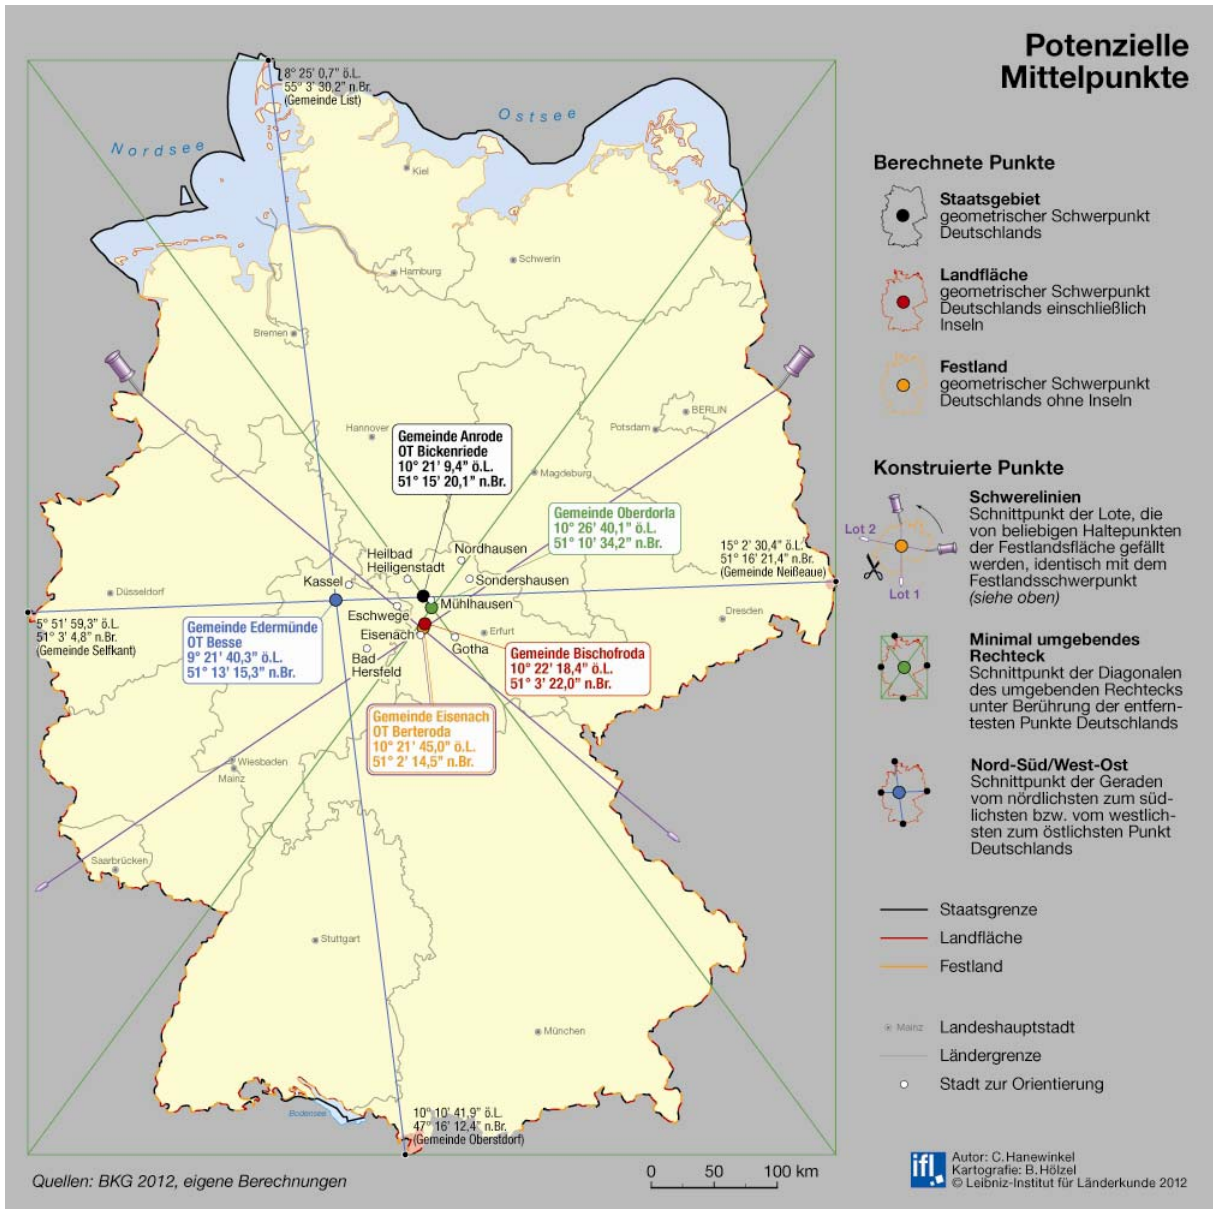 Potenzielle
Mittelpunkte
8° 25' 0,7" ö.L.
55° 3' 30,2" n.Br.
(Gemeinde List)
Nordsee
Ostsee
Kiel
Hamburg
Schwerin
Bremen
Hannover
BERLIN
Potsdam
Magdeburg
Gemeinde Anrode
OT Bickenriede
10° 21' 9,4" ö.L.
51° 15' 20,1" n.Br.
Gemeinde Oberdorla
10° 26' 40,1" ö.L.
51° 10' 34,2" n.Br.
15° 2' 30,4" ö.L.
51° 16' 21,4" n.Br.
(Gemeinde Neißeaue)
Heilbad
Heiligenstadt
Nordhausen
Kassel
Sondershausen
Düsseldorf
Mühlhausen
Eschwege
Dresden
5° 51' 59,3" ö.L.
51° 3' 4,8" n.Br.
(Gemeinde Selfkant)
Gemeinde Edermünde
OT Besse
9° 21' 40,3" ö.L.
51° 13' 15,3" n.Br.
Eisenach
Erfurt
Gotha
Bad
Hersfeld
Gemeinde Bischofroda
10° 22' 18,4" ö.L.
51° 3' 22,0" n.Br.
Gemeinde Eisenach
OT Berteroda
10° 21' 45,0" ö.L.
51° 2' 14,5" n.Br.
Wiesbaden
Mainz
Saarbrücken
Stuttgart
München
Bodensee
10° 10' 41,9" ö.L.
47° 16' 12,4" n.Br.
(Gemeinde Oberstdorf)
Quellen: BKG 2012, eigene Berechnungen
0 50 100 km
Berechnete Punkte
Staatsgebiet
geometrischer Schwerpunkt
Deutschlands
Landfläche
geometrischer Schwerpunkt
Deutschlands einschließlich
Inseln
Festland
geometrischer Schwerpunkt
Deutschlands ohne Inseln
Konstruierte Punkte
Lot 2
Lot 1
Schwerelinien
Schnittpunkt der Lote, die
von beliebigen Haltepunkten
der Festlandsfläche gefällt
werden, identisch mit dem
Festlandsschwerpunkt
(siehe oben)
Minimal umgebendes
Rechteck
Schnittpunkt der Diagonalen
des umgebenden Rechtecks
unter Berührung der entfern-
testen Punkte Deutschlands
Nord-Süd/West-Ost
Schnittpunkt der Geraden
vom nördlichsten zum süd-
lichsten bzw. vom westlich-
sten zum östlichsten Punkt
Deutschlands
Staatsgrenze
Landfläche
Festland
Mainz Landeshauptstadt
Ländergrenze
Stadt zur Orientierung
ifl
Autor: C. Hanewinkel
Kartografie: B. Hölzel
© Leibniz-Institut für Länderkunde 2012